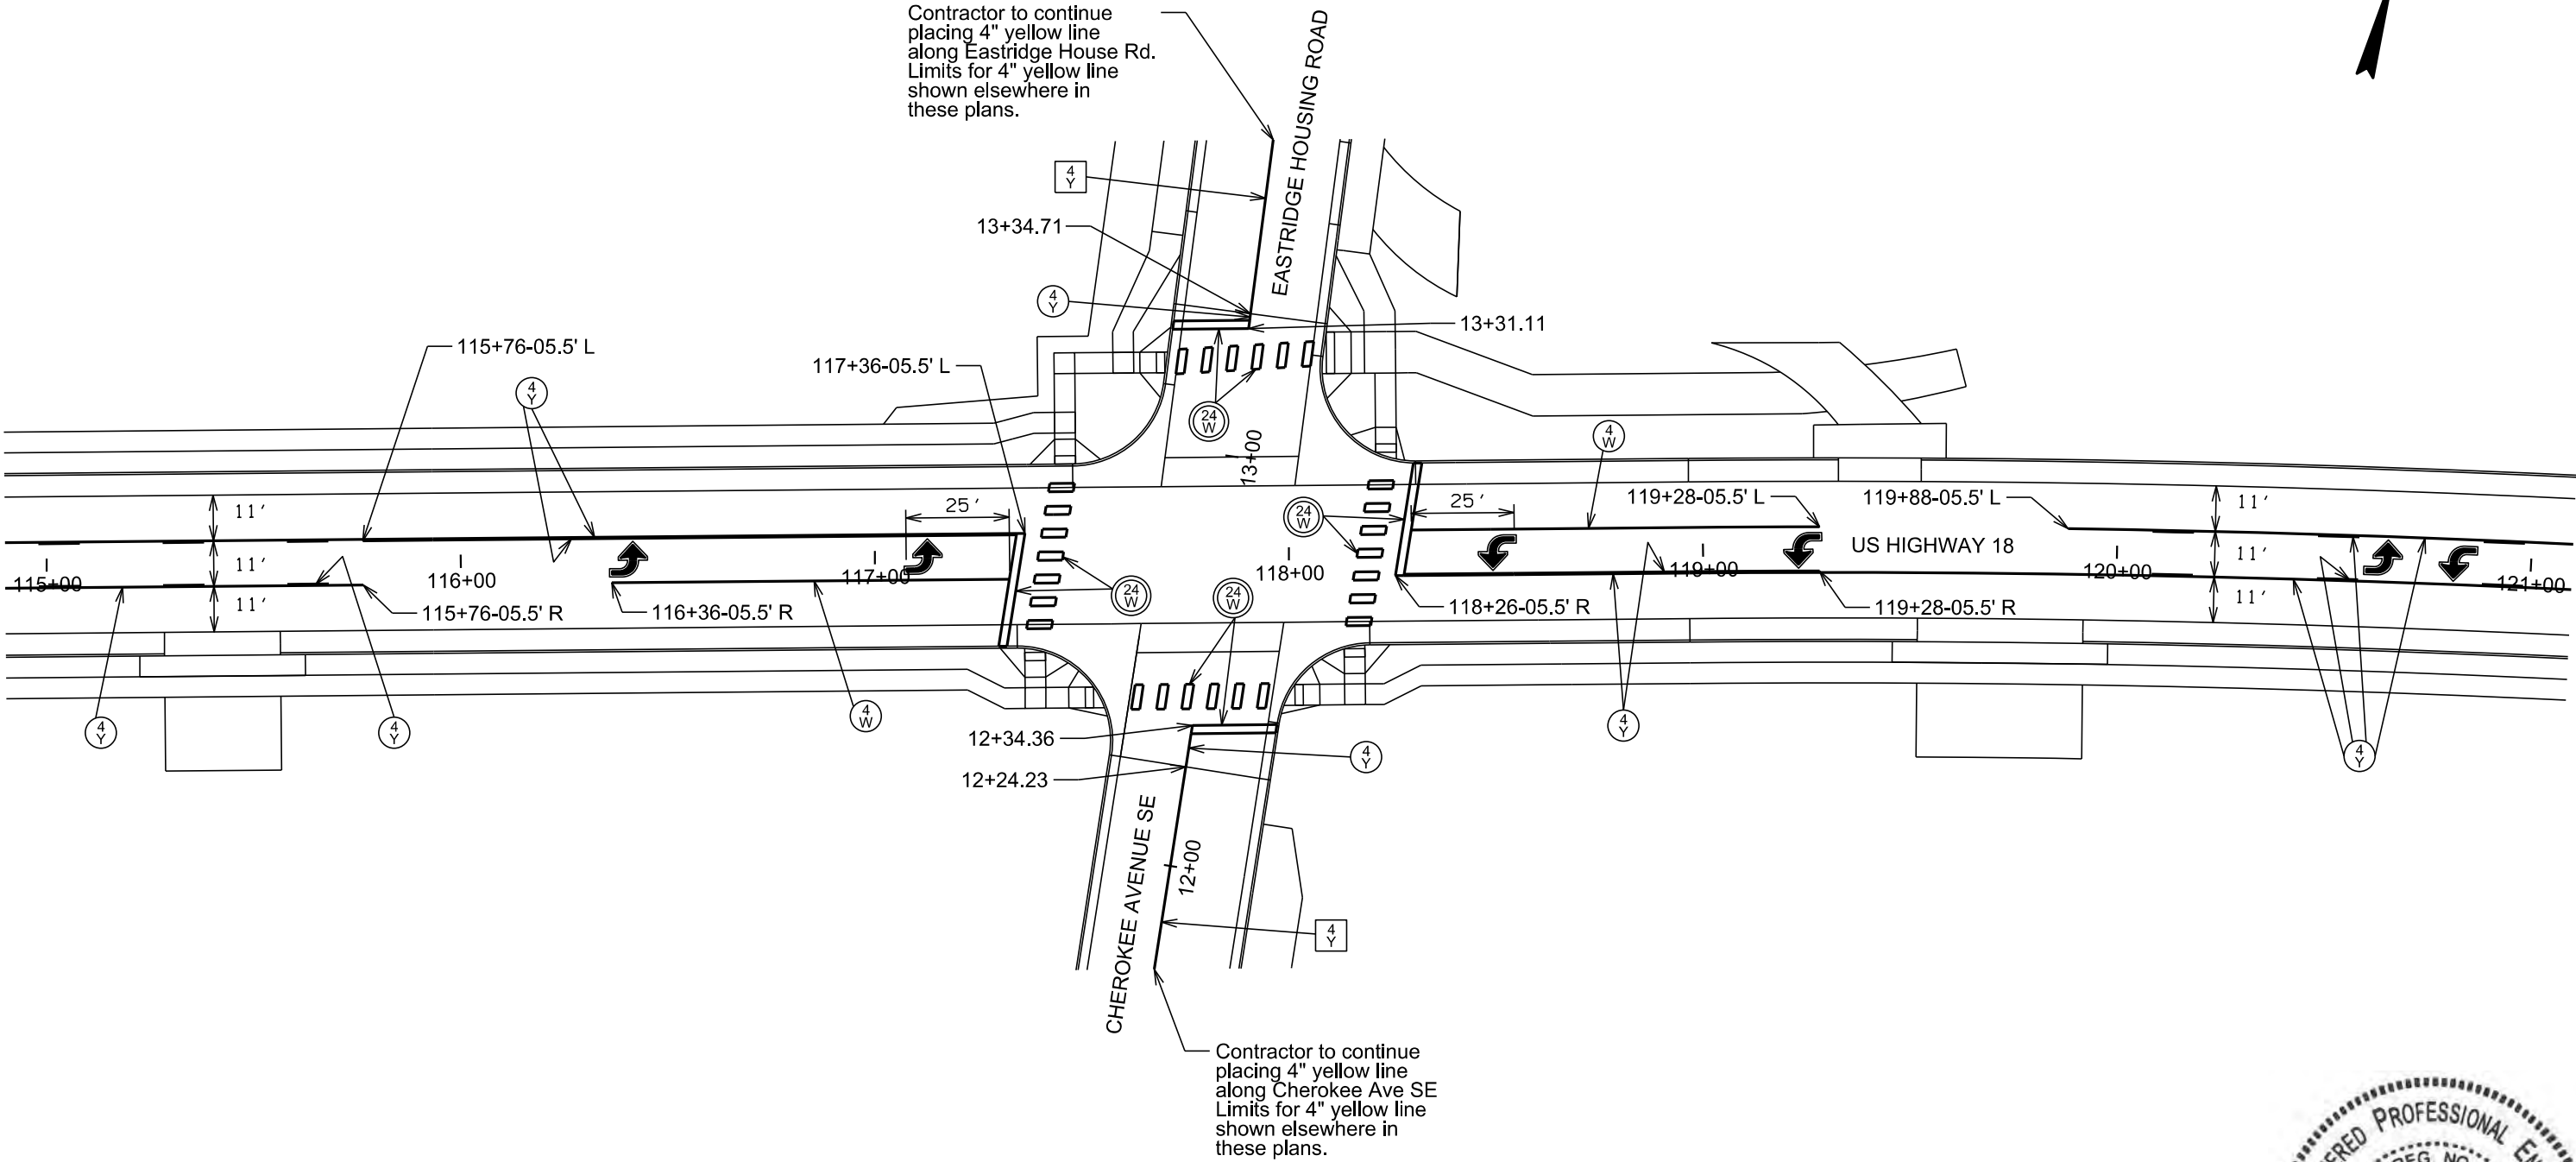 Contractor to continue
placing 4" yellow line
along Eastridge House Rd.
Limits for 4" yellow line
shown elsewhere in
these plans.
EASTRIDGE HOUSING ROAD
4
Y
13+34.71
4
Y
13+31.11
115+76-05.5' L
117+36-05.5' L
4
Y
24
W
13+00
4
W
11'
25'
24
W
25'
119+28-05.5' L
119+88-05.5' L
11'
11'
115+00
116+00
117+00
118+00
119+00
US HIGHWAY 18
120+00
11'
121+00
11'
115+76-05.5' R
116+36-05.5' R
24
W
24
W
118+26-05.5' R
119+28-05.5' R
11'
4
Y
4
Y
4
W
12+34.36
4
Y
4
Y
4
Y
12+24.23
CHEROKEE AVENUE SE
12+00
4
Y
Contractor to continue
placing 4" yellow line
along Cherokee Ave SE
Limits for 4" yellow line
shown elsewhere in
these plans.
PROFESSIONAL